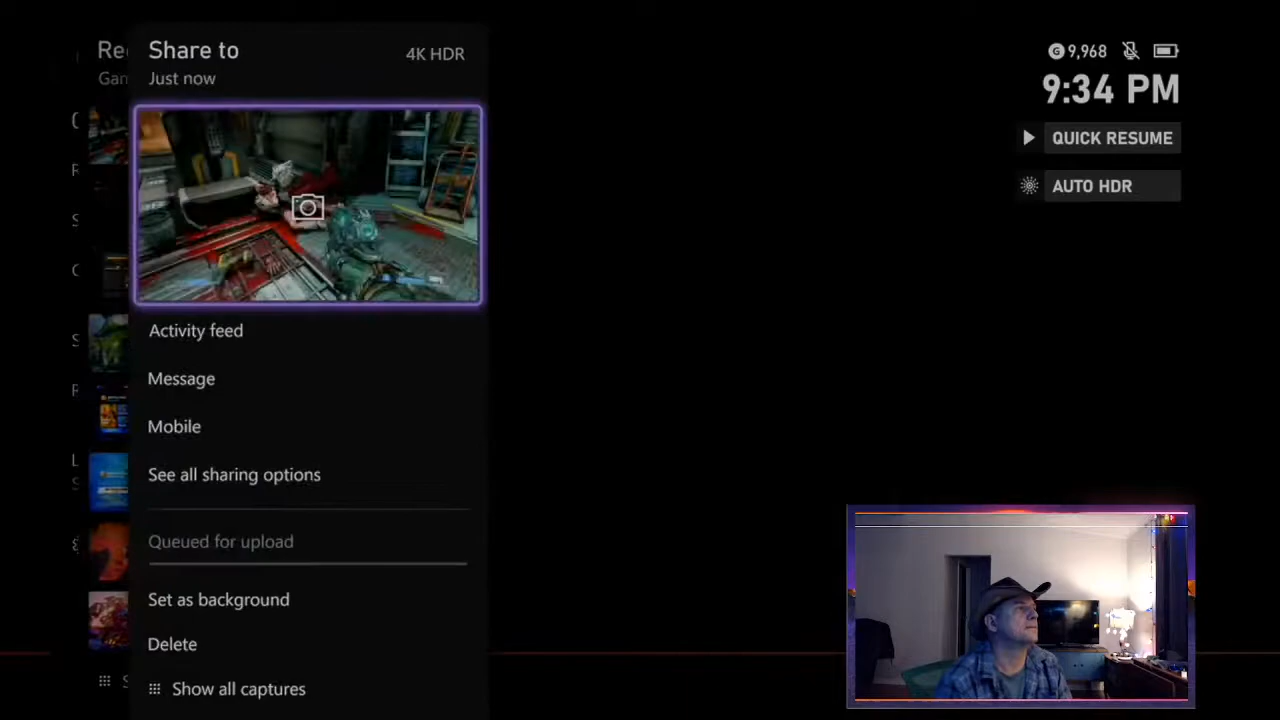 Share to
4K HDR
Just now
Activity feed
Message
Mobile
See all sharing options
Queued for upload
Set as background
Delete
Show all captures
G 9,968
9:34 PM
QUICK RESUME
AUTO HDR